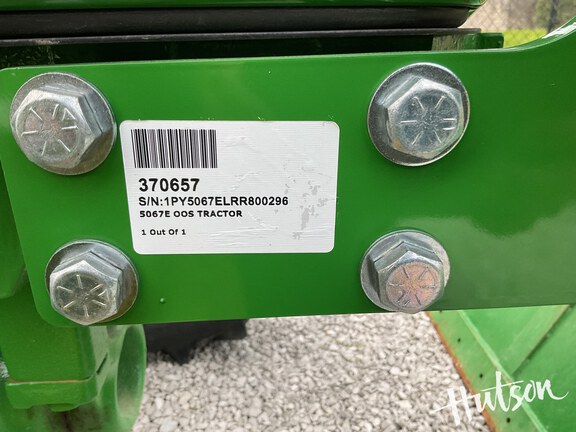 370657
S/N:1PY5067ELRR800296
5067E OOS TRACTOR
1 Out Of 1
Hutson